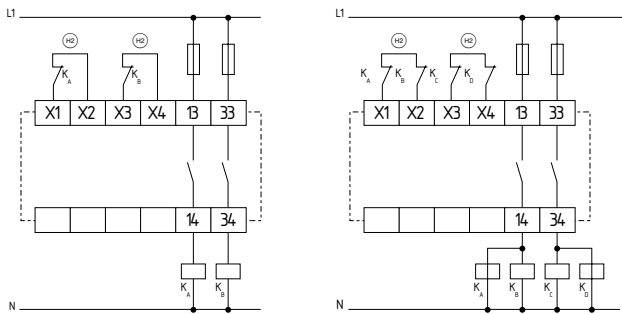 L1
H2 H2
K A K B
X1 X2 X3 X4 13 33
14 34
K A K B
N
L1
H2 H2
K A K B K C K D
X1 X2 X3 X4 13 33
14 34
K A K B K C K D
N